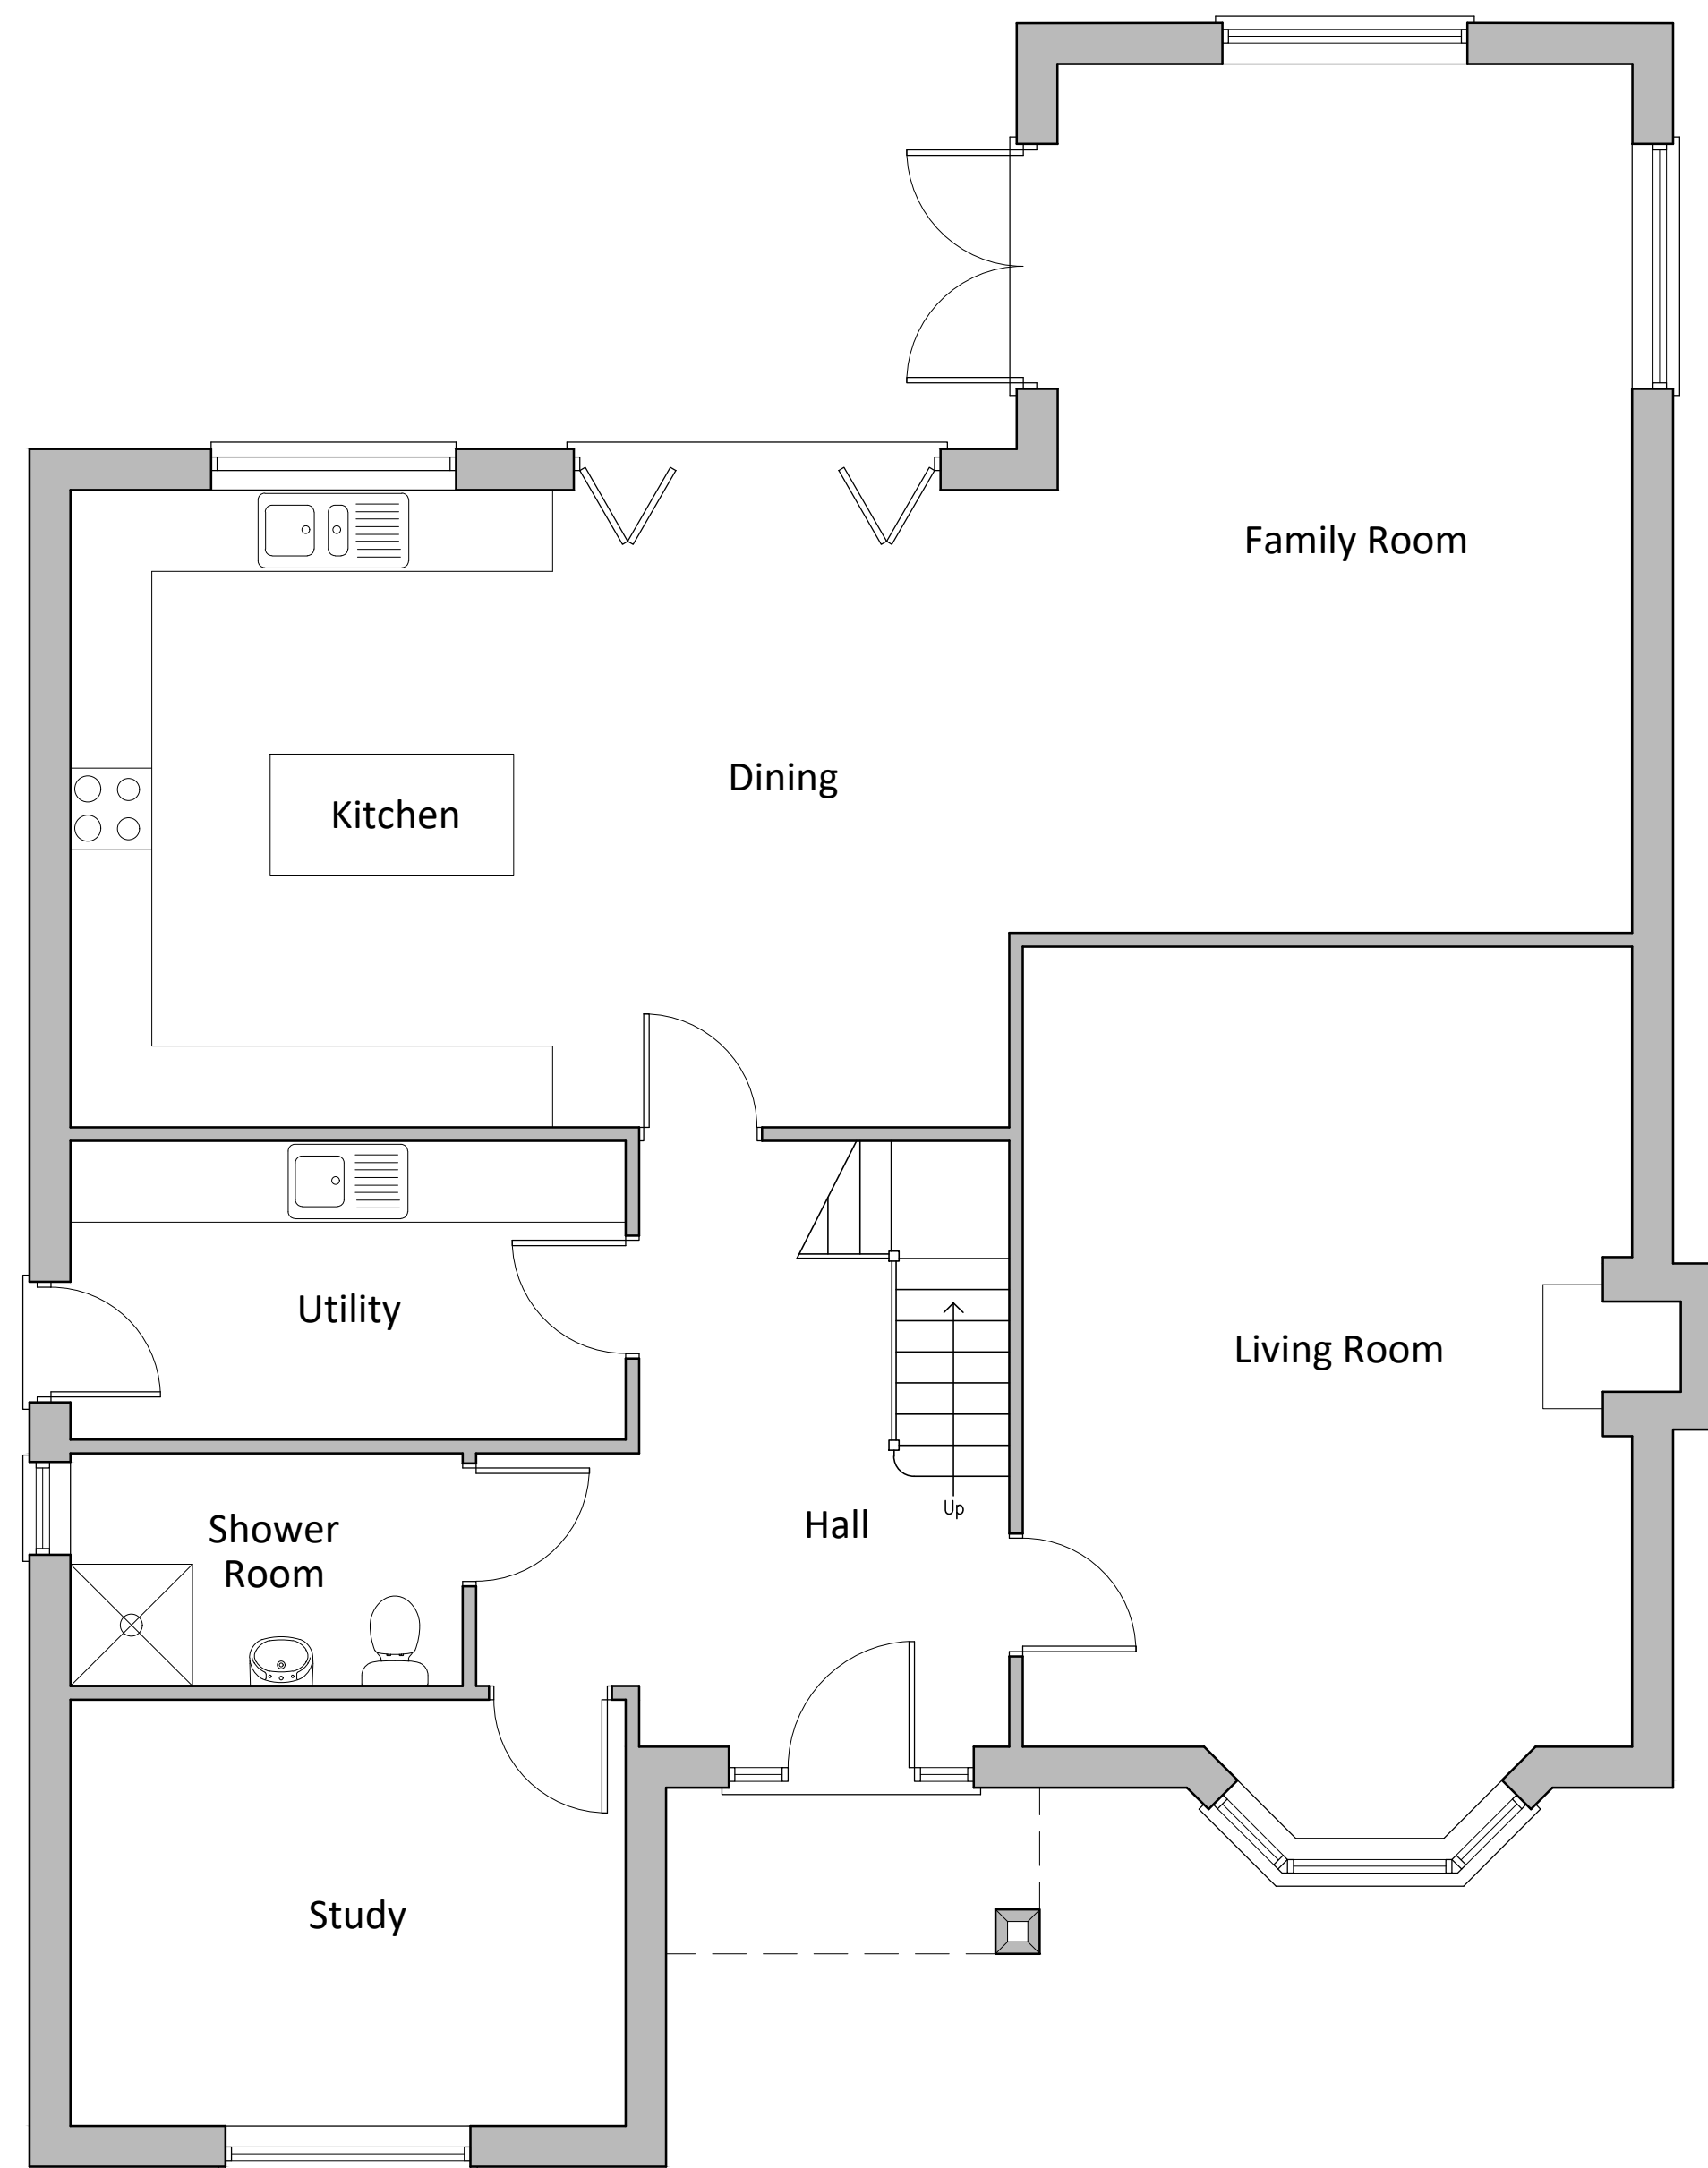 Family Room
Dining
Kitchen
Utility
Living Room
Up
Hall
Shower
Room
Study